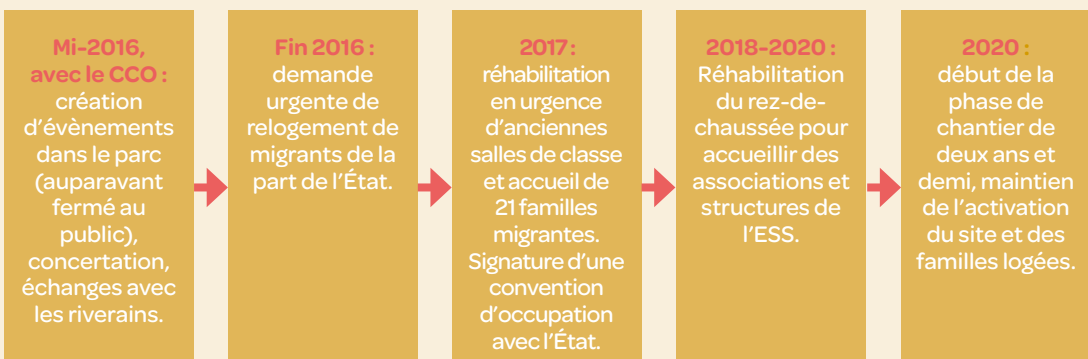 Mi-2016,
avec le CCO :
création
d’évènements
dans le parc
(auparavant
fermé au
public),
concertation,
échanges avec
les riverains.
Fin 2016 :
demande
urgente de
relogement de
migrants de la
part de l’État.
2017 :
réhabilitation
en urgence
d’anciennes
salles de classe
et accueil de
21 familles
migrantes.
Signature d’une
convention
d’occupation
avec l’État.
2018-2020 :
Réhabilitation
du rez-de-
chaussée pour
accueillir des
associations et
structures de
l’ESS.
2020 :
début de la
phase de
chantier de
deux ans et
demi, maintien
de l’activation
du site et des
familles logées.